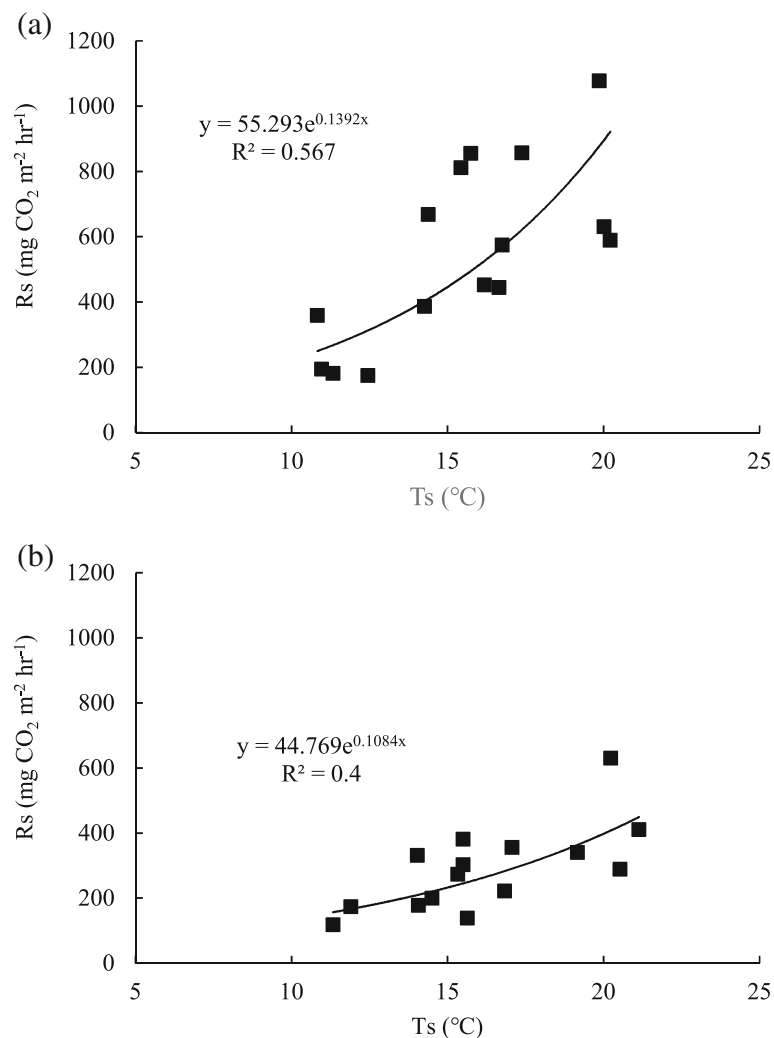 (a)
1200
1000
800
600
400
200
0
Rs (mg CO₂ m⁻² hr⁻¹)
y = 55.293e⁰·¹³⁹²ˣ
R² = 0.567
5 10 15 20 25
Ts (°C)
(b)
1200
1000
800
600
400
200
0
Rs (mg CO₂ m⁻² hr⁻¹)
y = 44.769e⁰·¹⁰⁸⁴ˣ
R² = 0.4
5 10 15 20 25
Ts (°C)